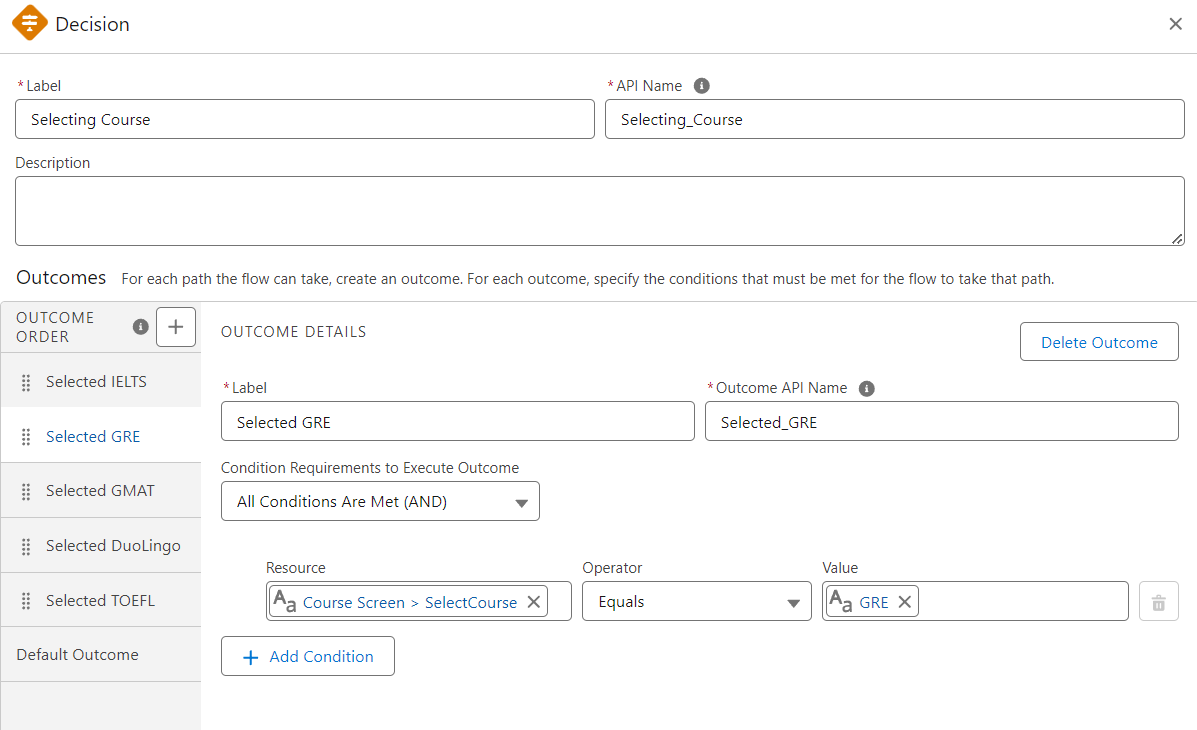 Decision
* Label
* API Name
Selecting Course
Selecting_Course
Description
Outcomes For each path the flow can take, create an outcome. For each outcome, specify the conditions that must be met for the flow to take that path.
OUTCOME
ORDER
OUTCOME DETAILS
Delete Outcome
Selected IELTS
Selected GRE
Selected GMAT
Selected DuoLingo
Selected TOEFL
Default Outcome
* Label
* Outcome API Name
Selected GRE
Selected_GRE
Condition Requirements to Execute Outcome
All Conditions Are Met (AND)
Resource
Operator
Value
Aa Course Screen > SelectCourse
Equals
Aa GRE
Add Condition